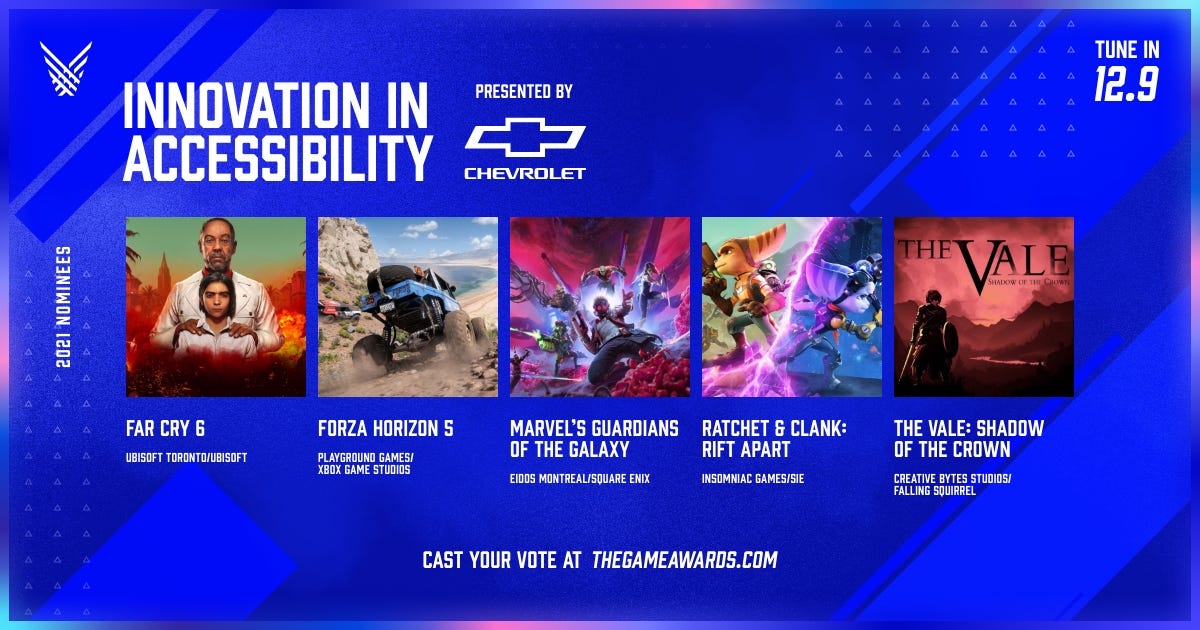 TUNE IN
12.9
INNOVATION IN
ACCESSIBILITY
PRESENTED BY
CHEVROLET
2021 NOMINEES
THE VALE
SHADOW OF THE CROWN
FAR CRY 6
UBISOFT TORONTO/UBISOFT
FORZA HORIZON 5
PLAYGROUND GAMES/
XBOX GAME STUDIOS
MARVEL'S GUARDIANS
OF THE GALAXY
EIDOS MONTREAL/SQUARE ENIX
RATCHET & CLANK:
RIFT APART
INSOMNIAC GAMES/SIE
THE VALE: SHADOW
OF THE CROWN
CREATIVE BYTES STUDIOS/
FALLING SQUIRREL
CAST YOUR VOTE AT THEGAMEAWARDS.COM